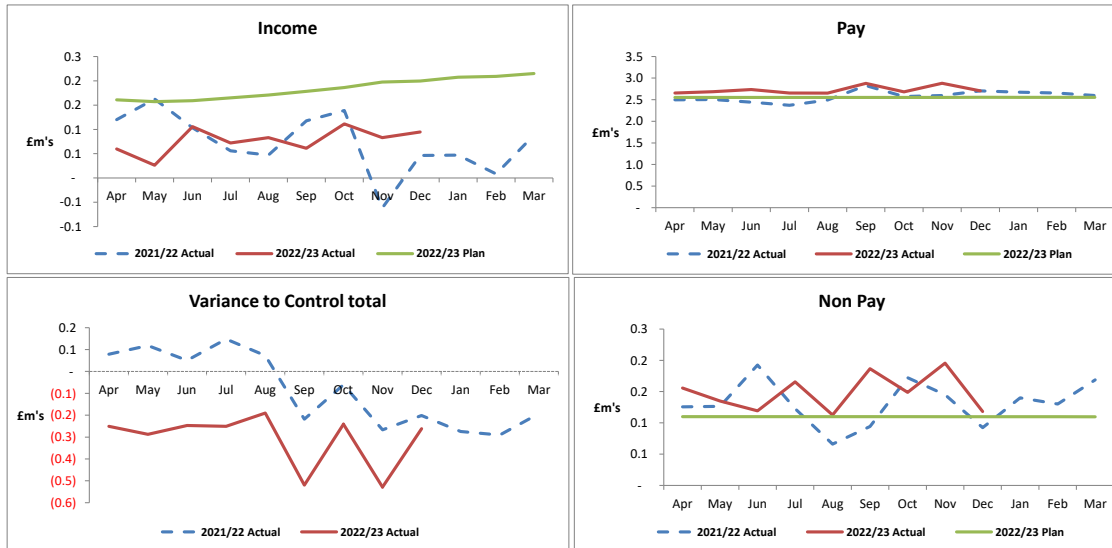 Income
0.3
0.2
0.2
0.1
0.1
-
-0.1
-0.1
£m's
Apr May Jun Jul Aug Sep Oct Nov Dec Jan Feb Mar
2021/22 Actual 2022/23 Actual 2022/23 Plan
Pay
3.5
3.0
2.5
2.0
1.5
1.0
0.5
-
£m's
Apr May Jun Jul Aug Sep Oct Nov Dec Jan Feb Mar
2021/22 Actual 2022/23 Actual 2022/23 Plan
Variance to Control total
0.2
0.1
-
(0.1)
(0.2)
(0.3)
(0.4)
(0.5)
(0.6)
£m's
Apr May Jun Jul Aug Sep Oct Nov Dec Jan Feb Mar
2021/22 Actual 2022/23 Actual
Non Pay
0.3
0.2
0.2
0.1
0.1
-
£m's
Apr May Jun Jul Aug Sep Oct Nov Dec Jan Feb Mar
2021/22 Actual 2022/23 Actual 2022/23 Plan